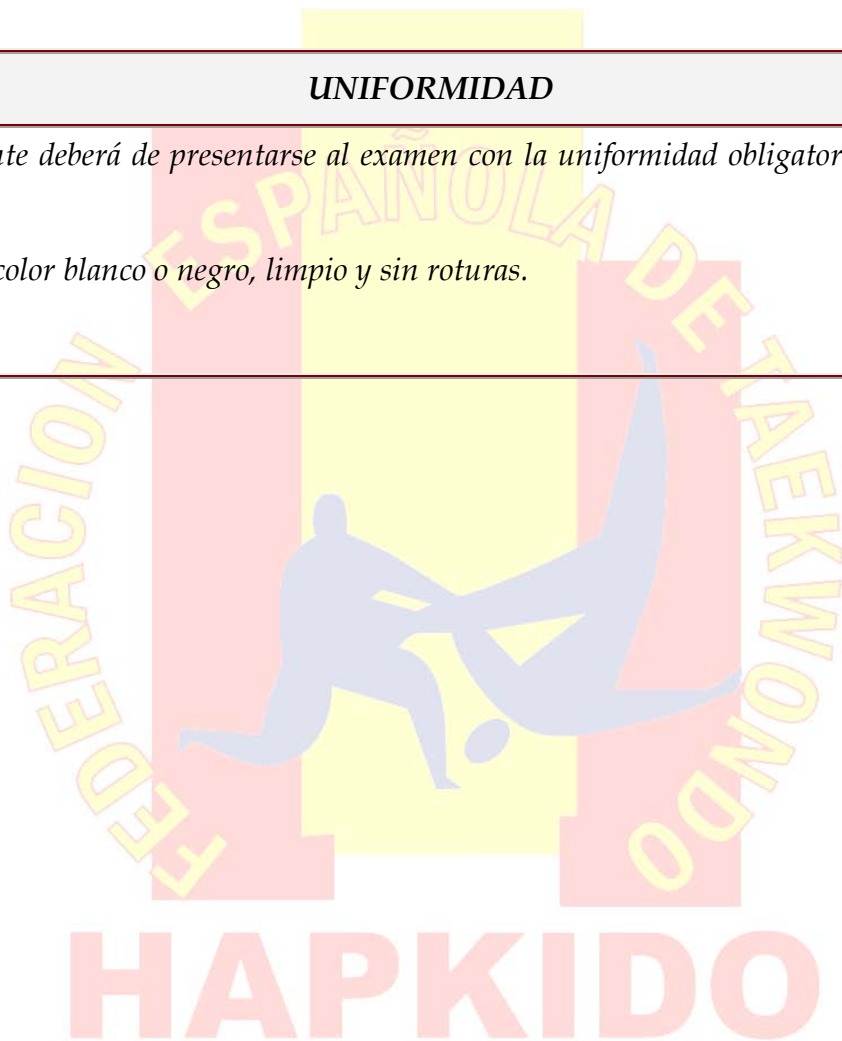 UNIFORMIDAD
te deberá de presentarse al examen con la uniformidad obligator
color blanco o negro, limpio y sin roturas.
FEDERACION ESPAÑOLA DE TAEKWONDO
HAPKIDO